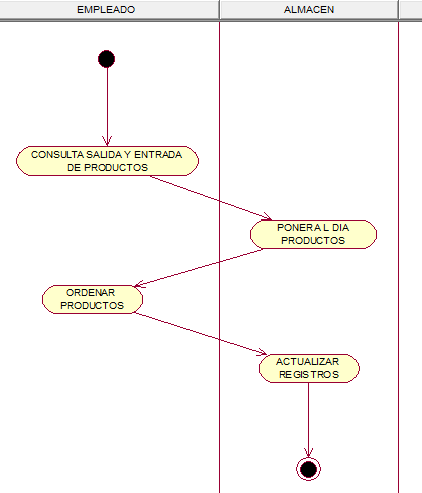 EMPLEADO
ALMACEN
CONSULTA SALIDA Y ENTRADA
DE PRODUCTOS
PONERA L DIA
PRODUCTOS
ORDENAR
PRODUCTOS
ACTUALIZAR
REGISTROS